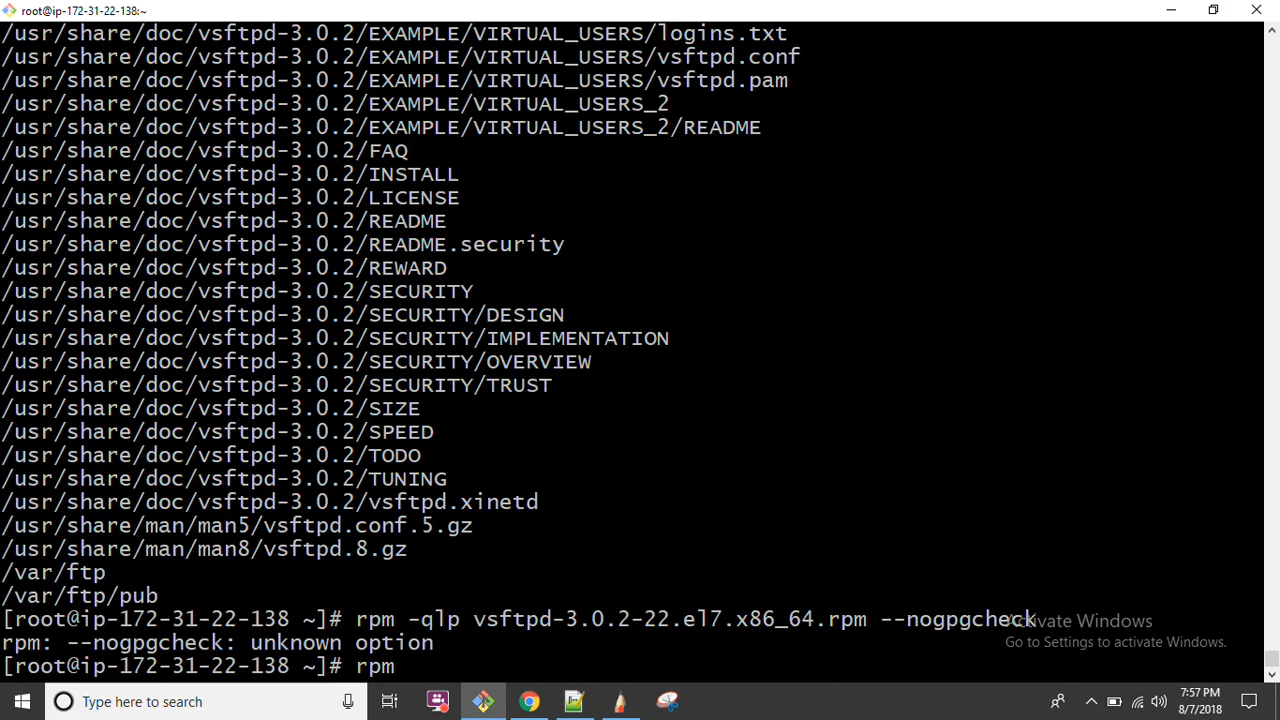 root@ip-172-31-22-138:~
/usr/share/doc/vsftpd-3.0.2/EXAMPLE/VIRTUAL_USERS/logins.txt
/usr/share/doc/vsftpd-3.0.2/EXAMPLE/VIRTUAL_USERS/vsftpd.conf
/usr/share/doc/vsftpd-3.0.2/EXAMPLE/VIRTUAL_USERS/vsftpd.pam
/usr/share/doc/vsftpd-3.0.2/EXAMPLE/VIRTUAL_USERS_2
/usr/share/doc/vsftpd-3.0.2/EXAMPLE/VIRTUAL_USERS_2/README
/usr/share/doc/vsftpd-3.0.2/FAQ
/usr/share/doc/vsftpd-3.0.2/INSTALL
/usr/share/doc/vsftpd-3.0.2/LICENSE
/usr/share/doc/vsftpd-3.0.2/README
/usr/share/doc/vsftpd-3.0.2/README.security
/usr/share/doc/vsftpd-3.0.2/REWARD
/usr/share/doc/vsftpd-3.0.2/SECURITY
/usr/share/doc/vsftpd-3.0.2/SECURITY/DESIGN
/usr/share/doc/vsftpd-3.0.2/SECURITY/IMPLEMENTATION
/usr/share/doc/vsftpd-3.0.2/SECURITY/OVERVIEW
/usr/share/doc/vsftpd-3.0.2/SECURITY/TRUST
/usr/share/doc/vsftpd-3.0.2/SIZE
/usr/share/doc/vsftpd-3.0.2/SPEED
/usr/share/doc/vsftpd-3.0.2/TODO
/usr/share/doc/vsftpd-3.0.2/TUNING
/usr/share/doc/vsftpd-3.0.2/vsftpd.xinetd
/usr/share/man/man5/vsftpd.conf.5.gz
/usr/share/man/man8/vsftpd.8.gz
/var/ftp
/var/ftp/pub
[root@ip-172-31-22-138 ~]# rpm -qlp vsftpd-3.0.2-22.el7.x86_64.rpm --nogpgcheck
rpm: --nogpgcheck: unknown option
[root@ip-172-31-22-138 ~]# rpm
Activate Windows
Go to Settings to activate Windows.
Type here to search
7:57 PM
8/7/2018